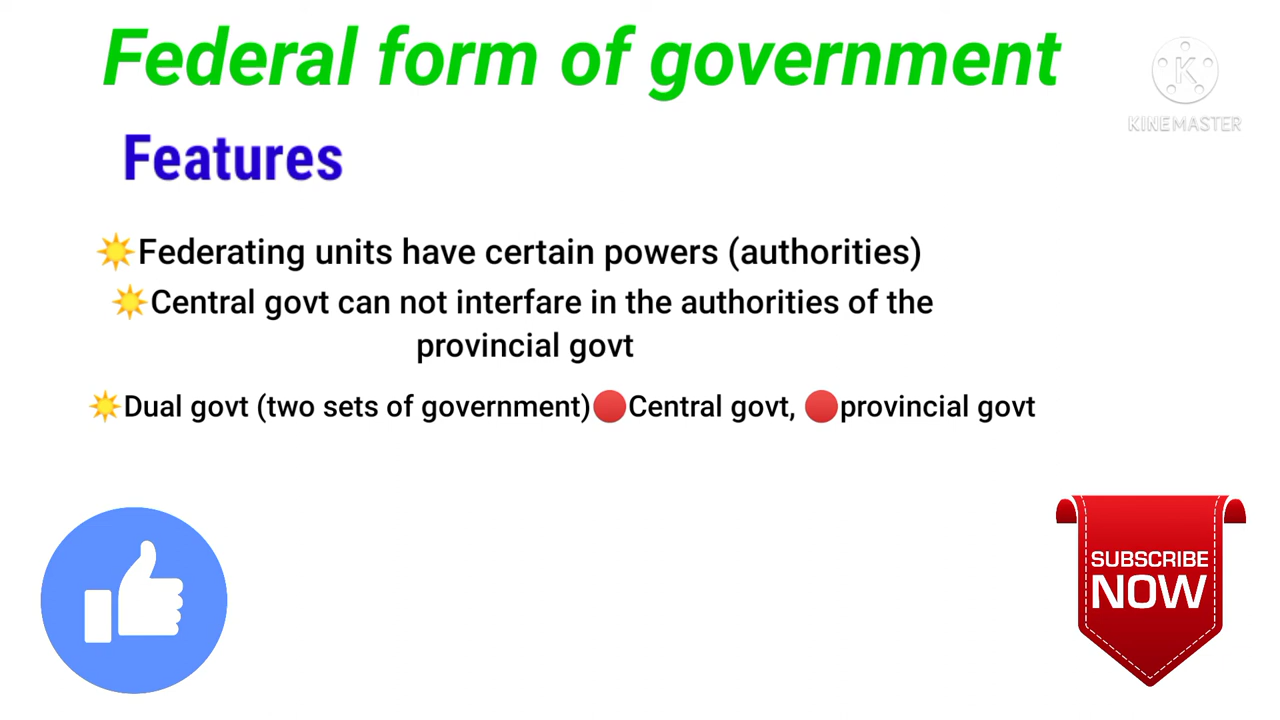 Federal form of government
KINEMASTER
Features
☀Federating units have certain powers (authorities)
☀Central govt can not interfare in the authorities of the
provincial govt
☀Dual govt (two sets of government)🔴Central govt, 🔴provincial govt
SUBSCRIBE
NOW